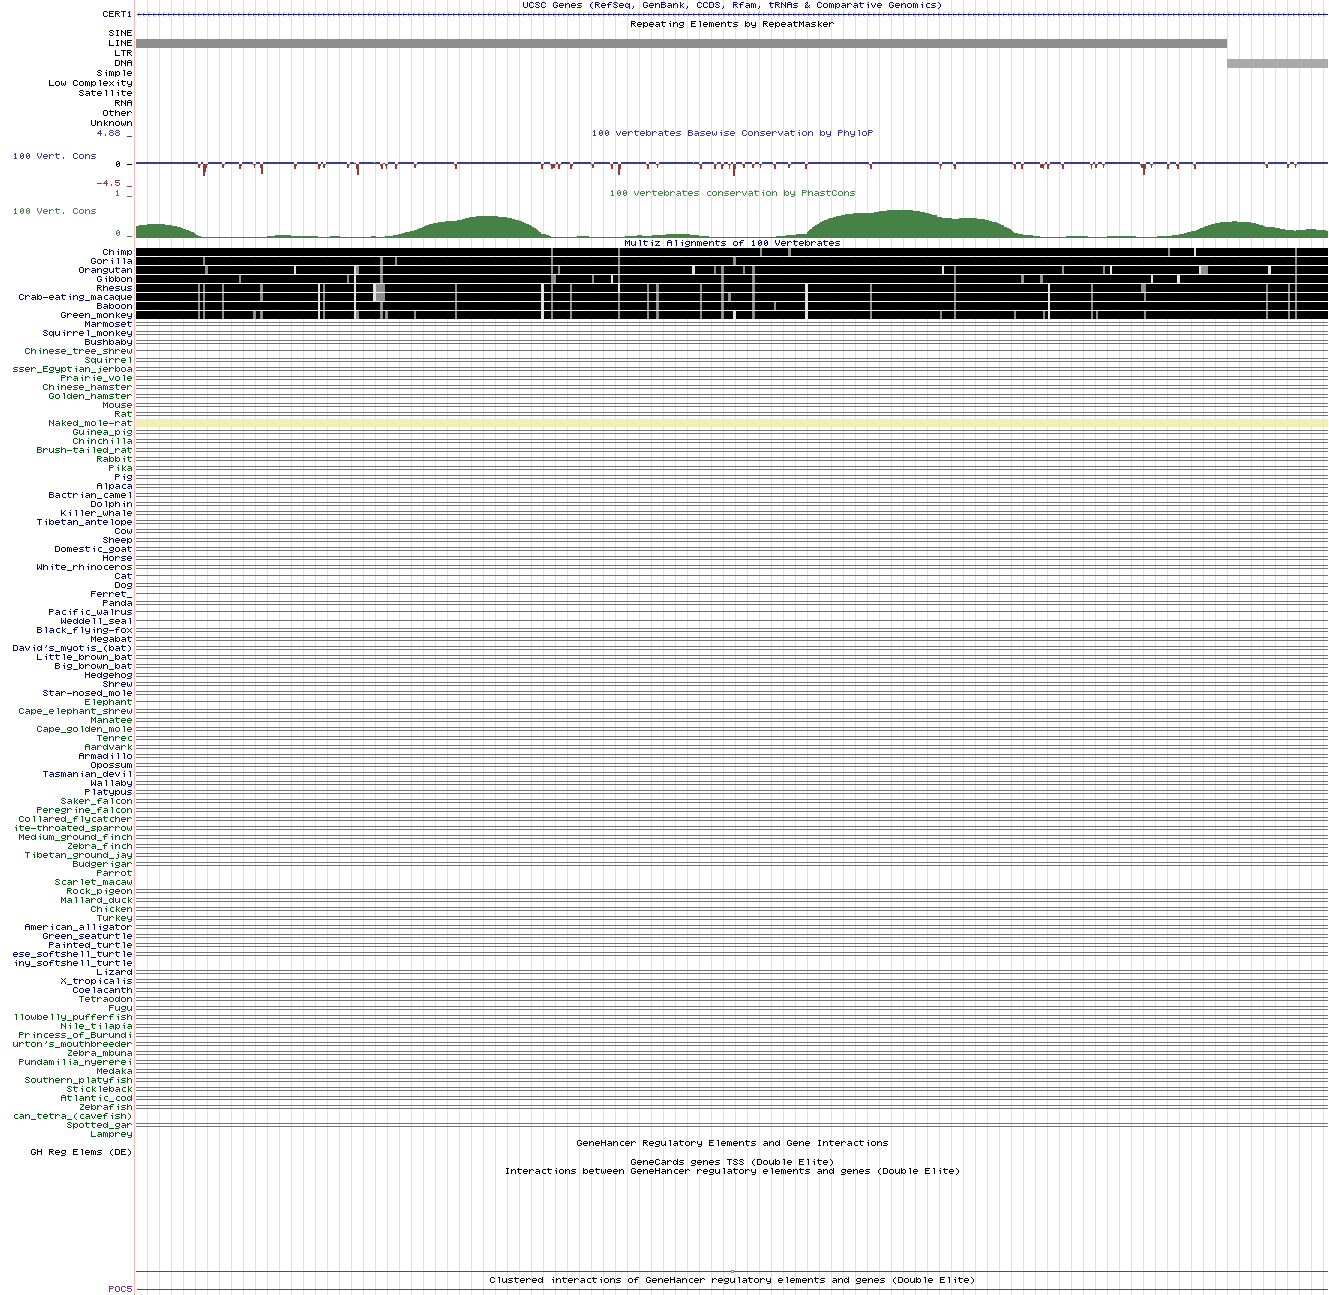 UCSC Genes (RefSeq, GenBank, CCDS, Rfam, tRNAs & Comparative Genomics)
CERT1
Repeating Elements by RepeatMasker
SINE
LINE
LTR
DNA
Simple
Low Complexity
Satellite
RNA
Other
Unknown
4.88 _
100 vertebrates Basewise Conservation by PhyloP
100 Vert. Cons
0 –
-4.5 _
1 _
100 vertebrates conservation by PhastCons
100 Vert. Cons
0 _
Multiz Alignments of 100 Vertebrates
Chimp
Gorilla
Orangutan
Gibbon
Rhesus
Crab-eating_macaque
Baboon
Green_monkey
Marmoset
Squirrel_monkey
Bushbaby
Chinese_tree_shrew
Squirrel
sser_Egyptian_jerboa
Prairie_vole
Chinese_hamster
Golden_hamster
Mouse
Rat
Naked_mole-rat
Guinea_pig
Chinchilla
Brush-tailed_rat
Rabbit
Pika
Pig
Alpaca
Bactrian_camel
Dolphin
Killer_whale
Tibetan_antelope
Cow
Sheep
Domestic_goat
Horse
White_rhinoceros
Cat
Dog
Ferret_
Panda
Pacific_walrus
Weddell_seal
Black_flying-fox
Megabat
David's_myotis_(bat)
Little_brown_bat
Big_brown_bat
Hedgehog
Shrew
Star-nosed_mole
Elephant
Cape_elephant_shrew
Manatee
Cape_golden_mole
Tenrec
Aardvark
Armadillo
Opossum
Tasmanian_devil
Wallaby
Platypus
Saker_falcon
Peregrine_falcon
Collared_flycatcher
ite-throated_sparrow
Medium_ground_finch
Zebra_finch
Tibetan_ground_jay
Budgerigar
Parrot
Scarlet_macaw
Rock_pigeon
Mallard_duck
Chicken
Turkey
American_alligator
Green_seaturtle
Painted_turtle
ese_softshell_turtle
iny_softshell_turtle
Lizard
X_tropicalis
Coelacanth
Tetraodon
Fugu
llowbelly_pufferfish
Nile_tilapia
Princess_of_Burundi
urton's_mouthbreeder
Zebra_mbuna
Pundamilia_nyererei
Medaka
Southern_platyfish
Stickleback
Atlantic_cod
Zebrafish
can_tetra_(cavefish)
Spotted_gar
Lamprey
GeneHancer Regulatory Elements and Gene Interactions
GH Reg Elems (DE)
GeneCards genes TSS (Double Elite)
Interactions between GeneHancer regulatory elements and genes (Double Elite)
Clustered interactions of GeneHancer regulatory elements and genes (Double Elite)
POC5